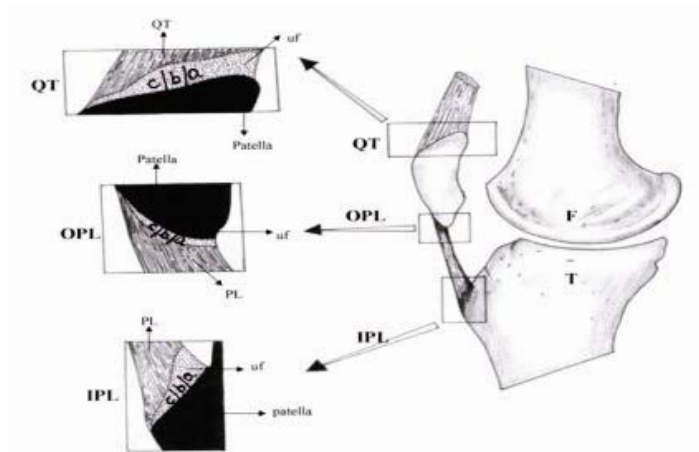 QT
uf
c/b/a
QT
Patella
QT
Patella
OPL
c/b/a
uf
PL
OPL
F
T
PL
IPL
uf
c/b/a
IPL
patella